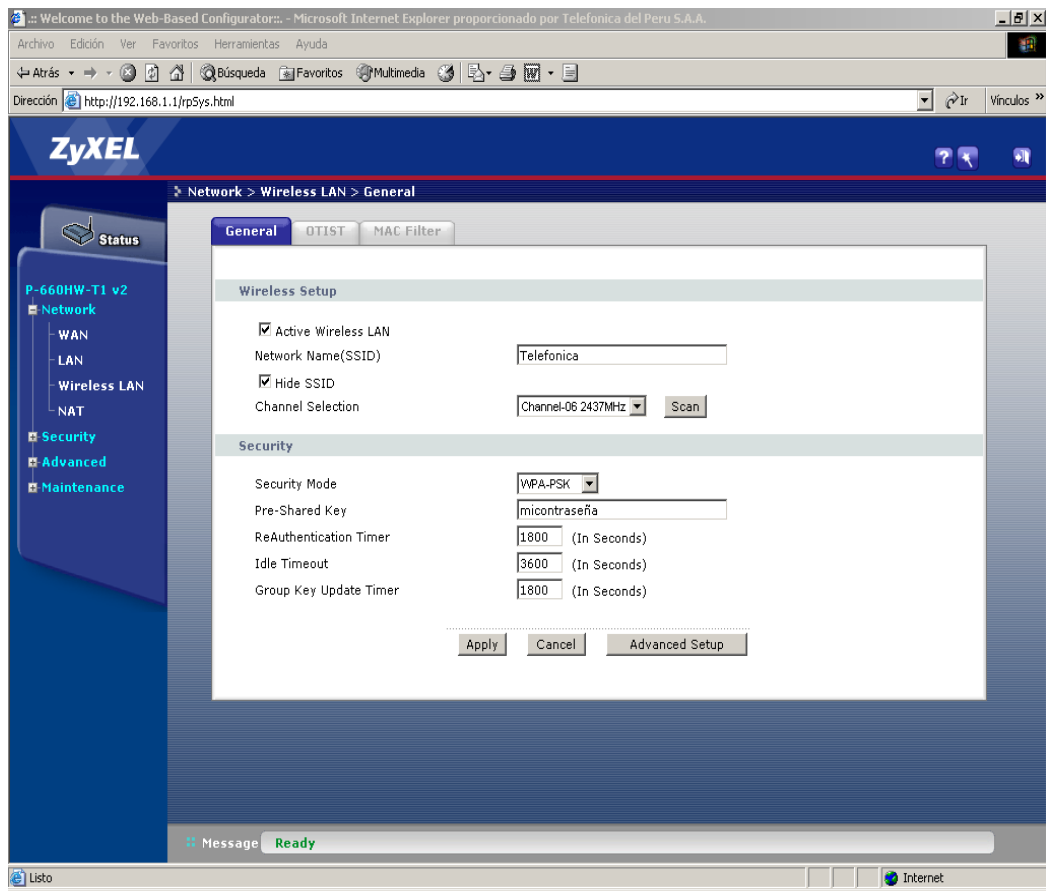 .:: Welcome to the Web-Based Configurator::. - Microsoft Internet Explorer proporcionado por Telefonica del Peru S.A.A.
Archivo Edición Ver Favoritos Herramientas Ayuda
Atrás Búsqueda Favoritos Multimedia
Dirección http://192.168.1.1/rpSys.html Ir Vínculos »
ZyXEL
Network > Wireless LAN > General
Status
General OTIST MAC Filter
P-660HW-T1 v2
Network
WAN
LAN
Wireless LAN
NAT
Security
Advanced
Maintenance
Wireless Setup
Active Wireless LAN
Network Name(SSID) Telefonica
Hide SSID
Channel Selection Channel-06 2437MHz Scan
Security
Security Mode WPA-PSK
Pre-Shared Key micontraseña
ReAuthentication Timer 1800 (In Seconds)
Idle Timeout 3600 (In Seconds)
Group Key Update Timer 1800 (In Seconds)
Apply Cancel Advanced Setup
Message Ready
Listo Internet